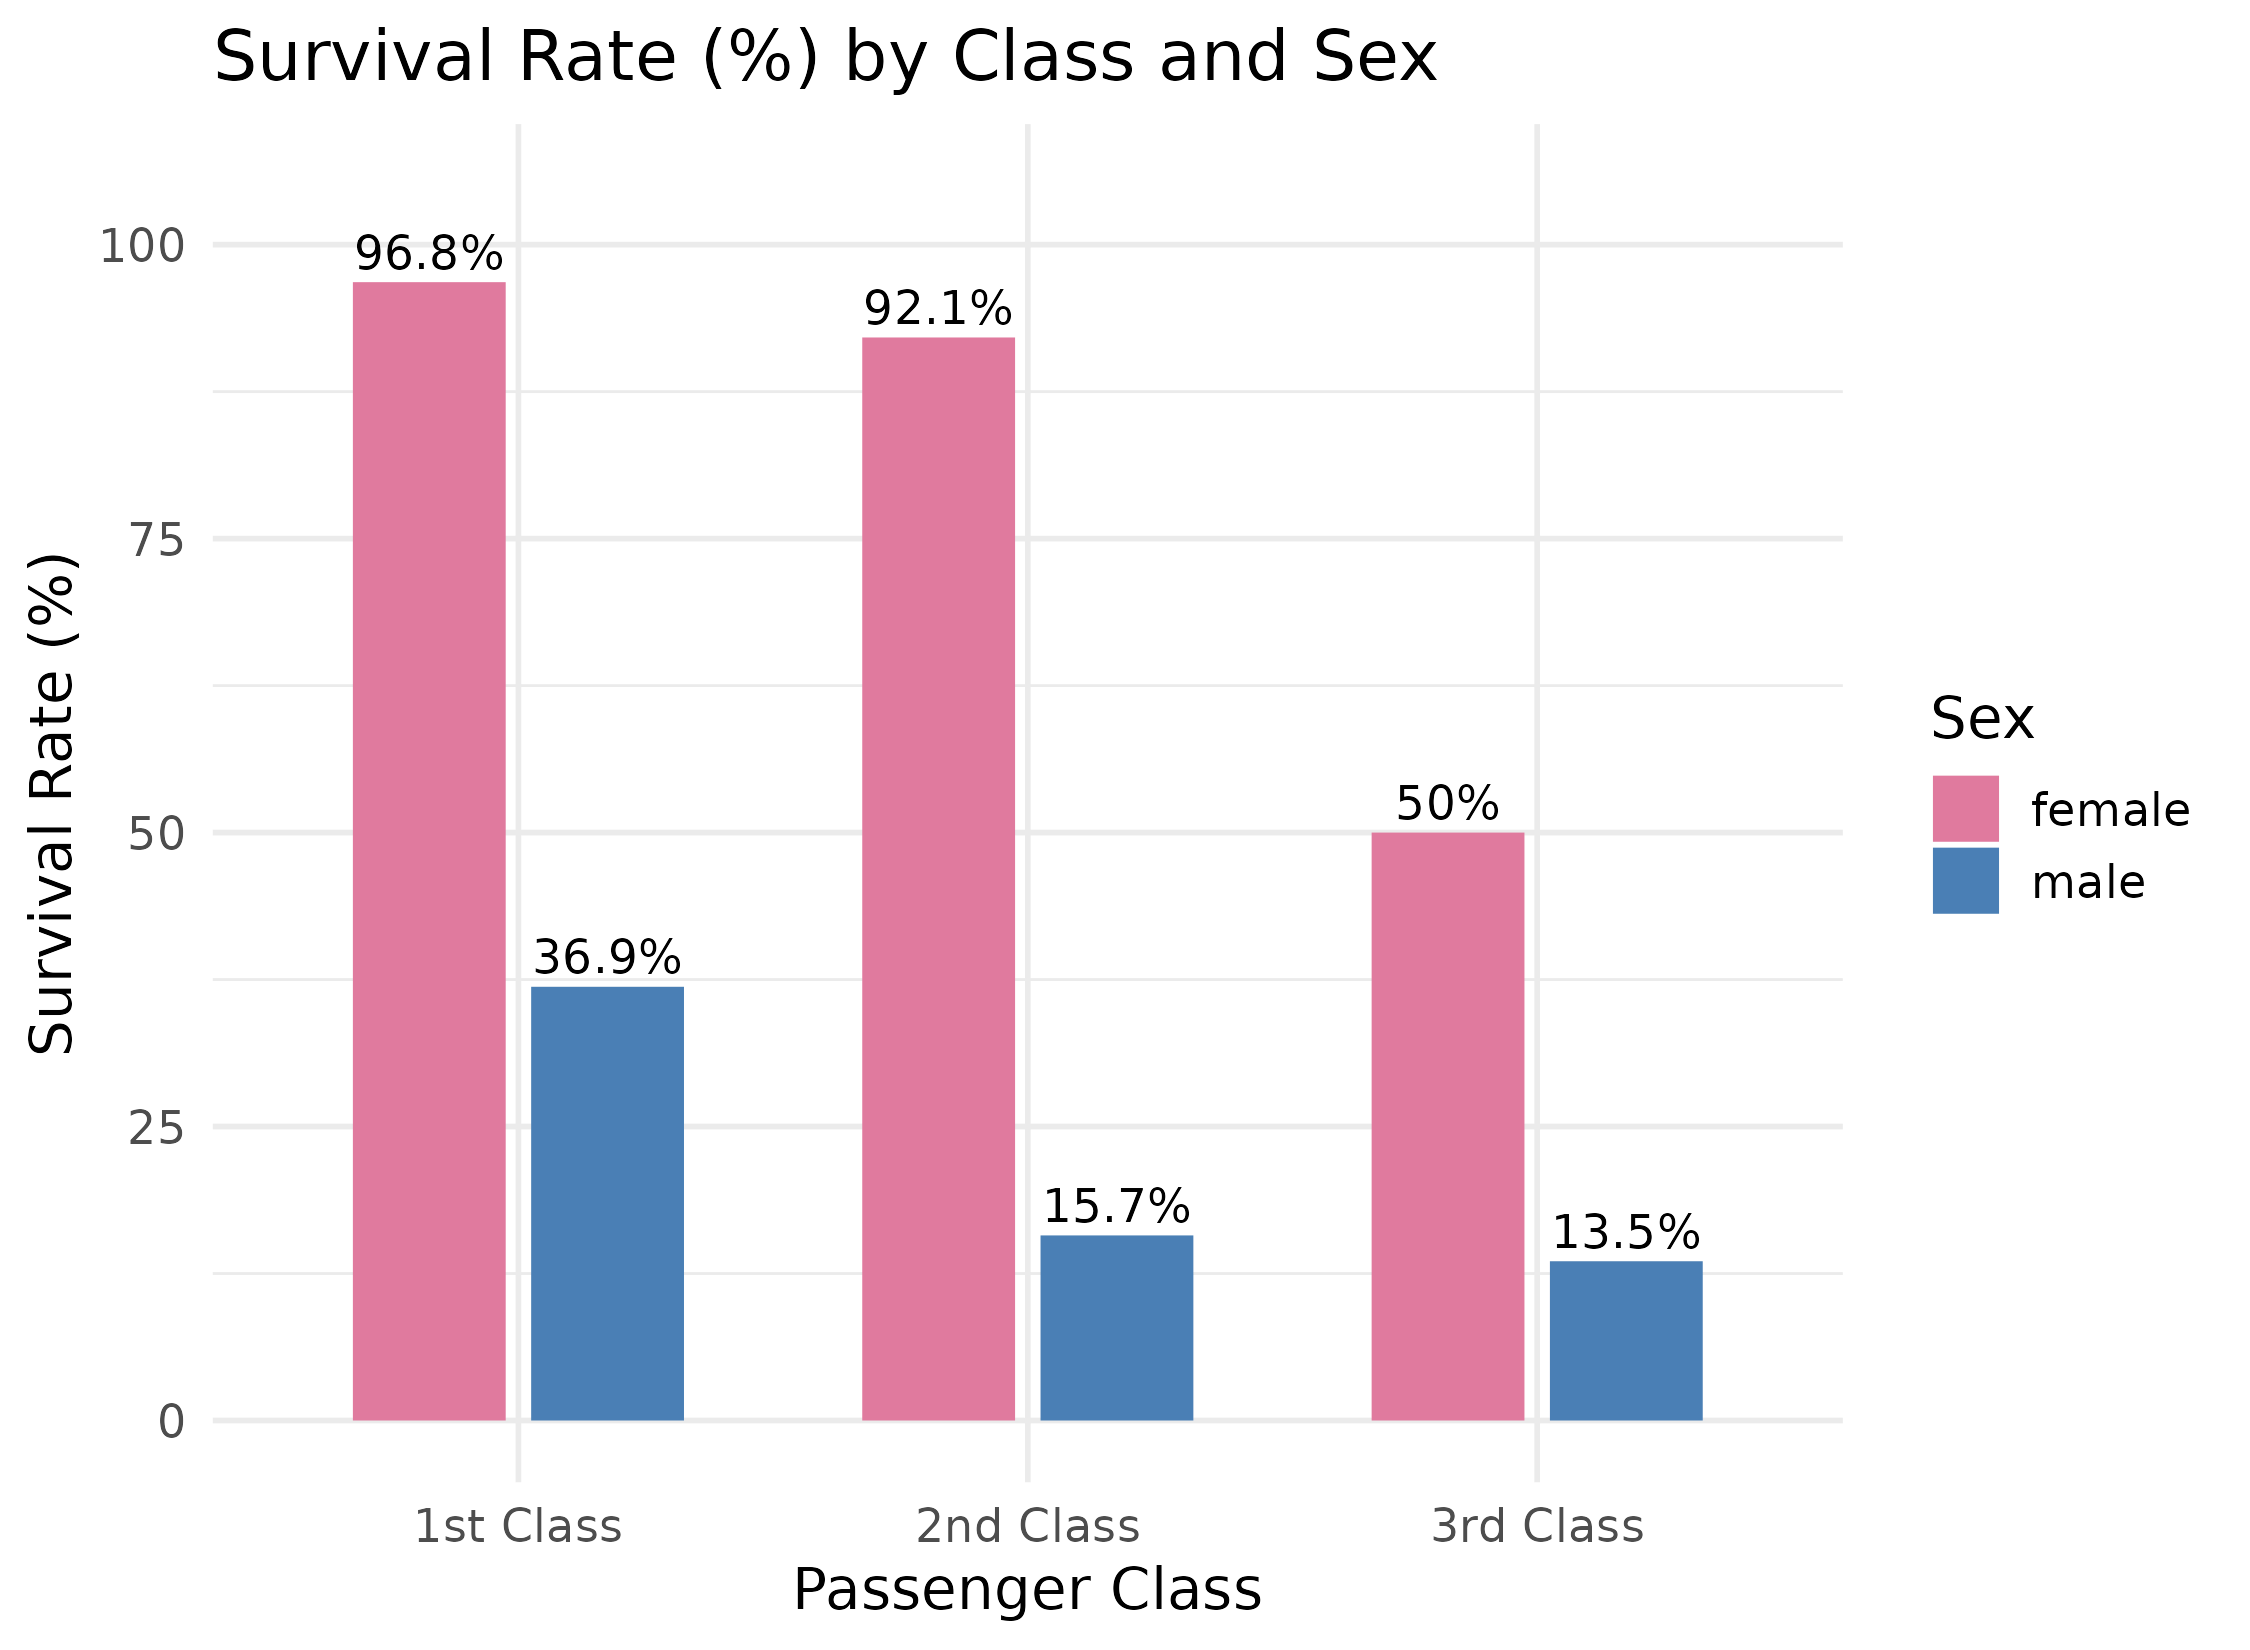 Survival Rate (%) by Class and Sex
Survival Rate (%)
100
75
50
25
0
96.8%
36.9%
92.1%
15.7%
50%
13.5%
1st Class
2nd Class
3rd Class
Passenger Class
Sex
female
male